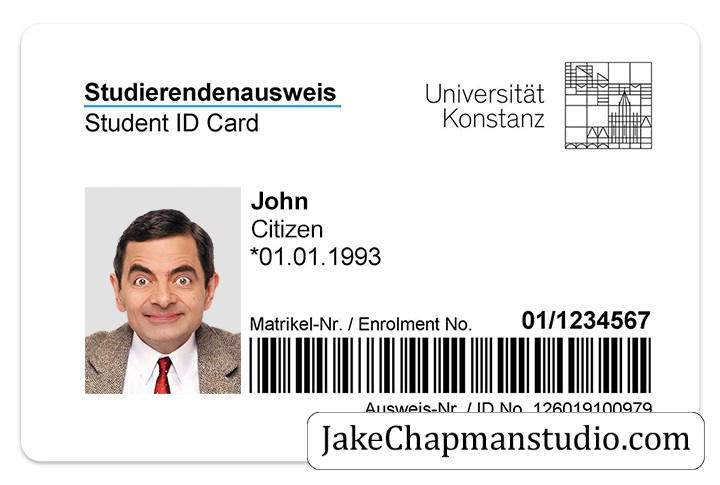 Studierendenausweis
Student ID Card
Universität
Konstanz
John
Citizen
*01.01.1993
Matrikel-Nr. / Enrolment No. 01/1234567
Ausweis-Nr. / ID No. 126019100979
JakeChapmanstudio.com